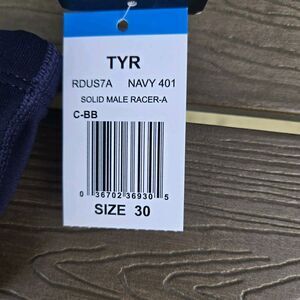 TYR
RDUS7A NAVY 401
SOLID MALE RACER-A
C-BB
0 36702 36930 5
SIZE 30